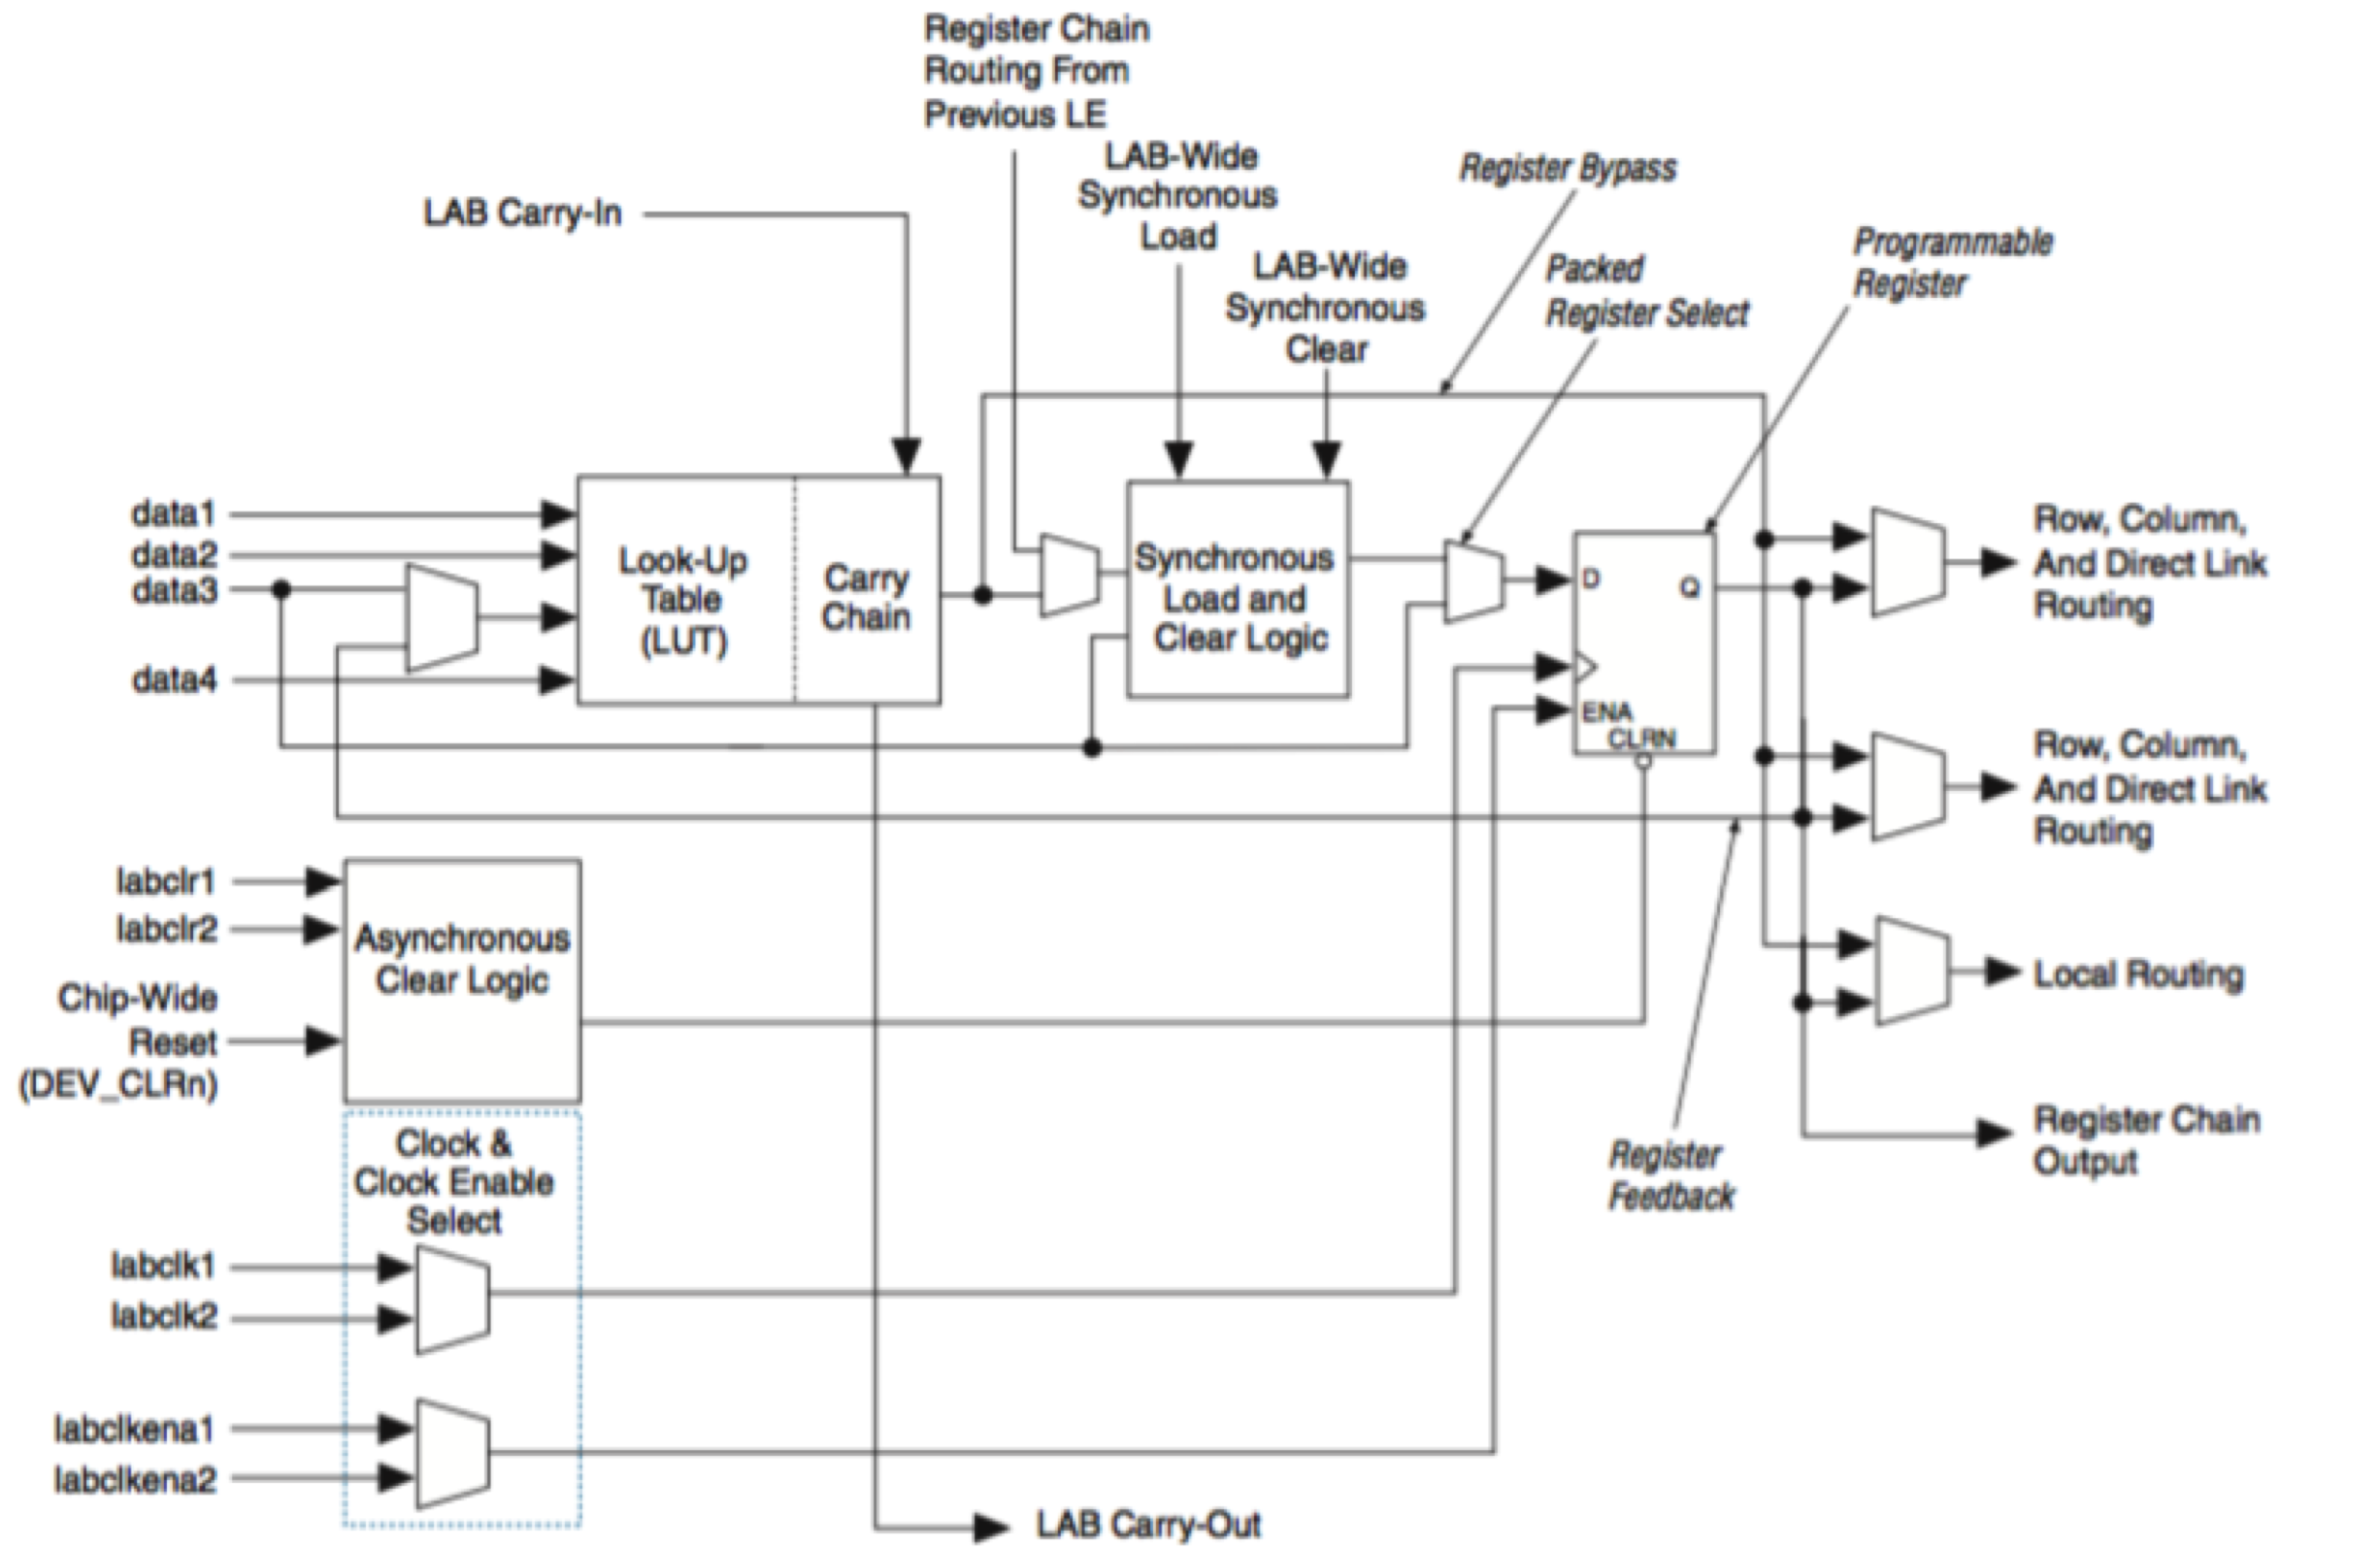 Register Chain
Routing From
Previous LE
LAB-Wide
Synchronous
Load
Register Bypass
LAB Carry-In
LAB-Wide
Synchronous
Clear
Packed
Register Select
Programmable
Register
data1
data2
data3
data4
Look-Up
Table
(LUT)
Carry
Chain
Synchronous
Load and
Clear Logic
D
Q
ENA
CLRN
Row, Column,
And Direct Link
Routing
Row, Column,
And Direct Link
Routing
labclr1
labclr2
Chip-Wide
Reset
(DEV_CLRn)
Asynchronous
Clear Logic
Local Routing
Register Chain
Output
Register
Feedback
Clock &
Clock Enable
Select
labclk1
labclk2
labclkena1
labclkena2
LAB Carry-Out